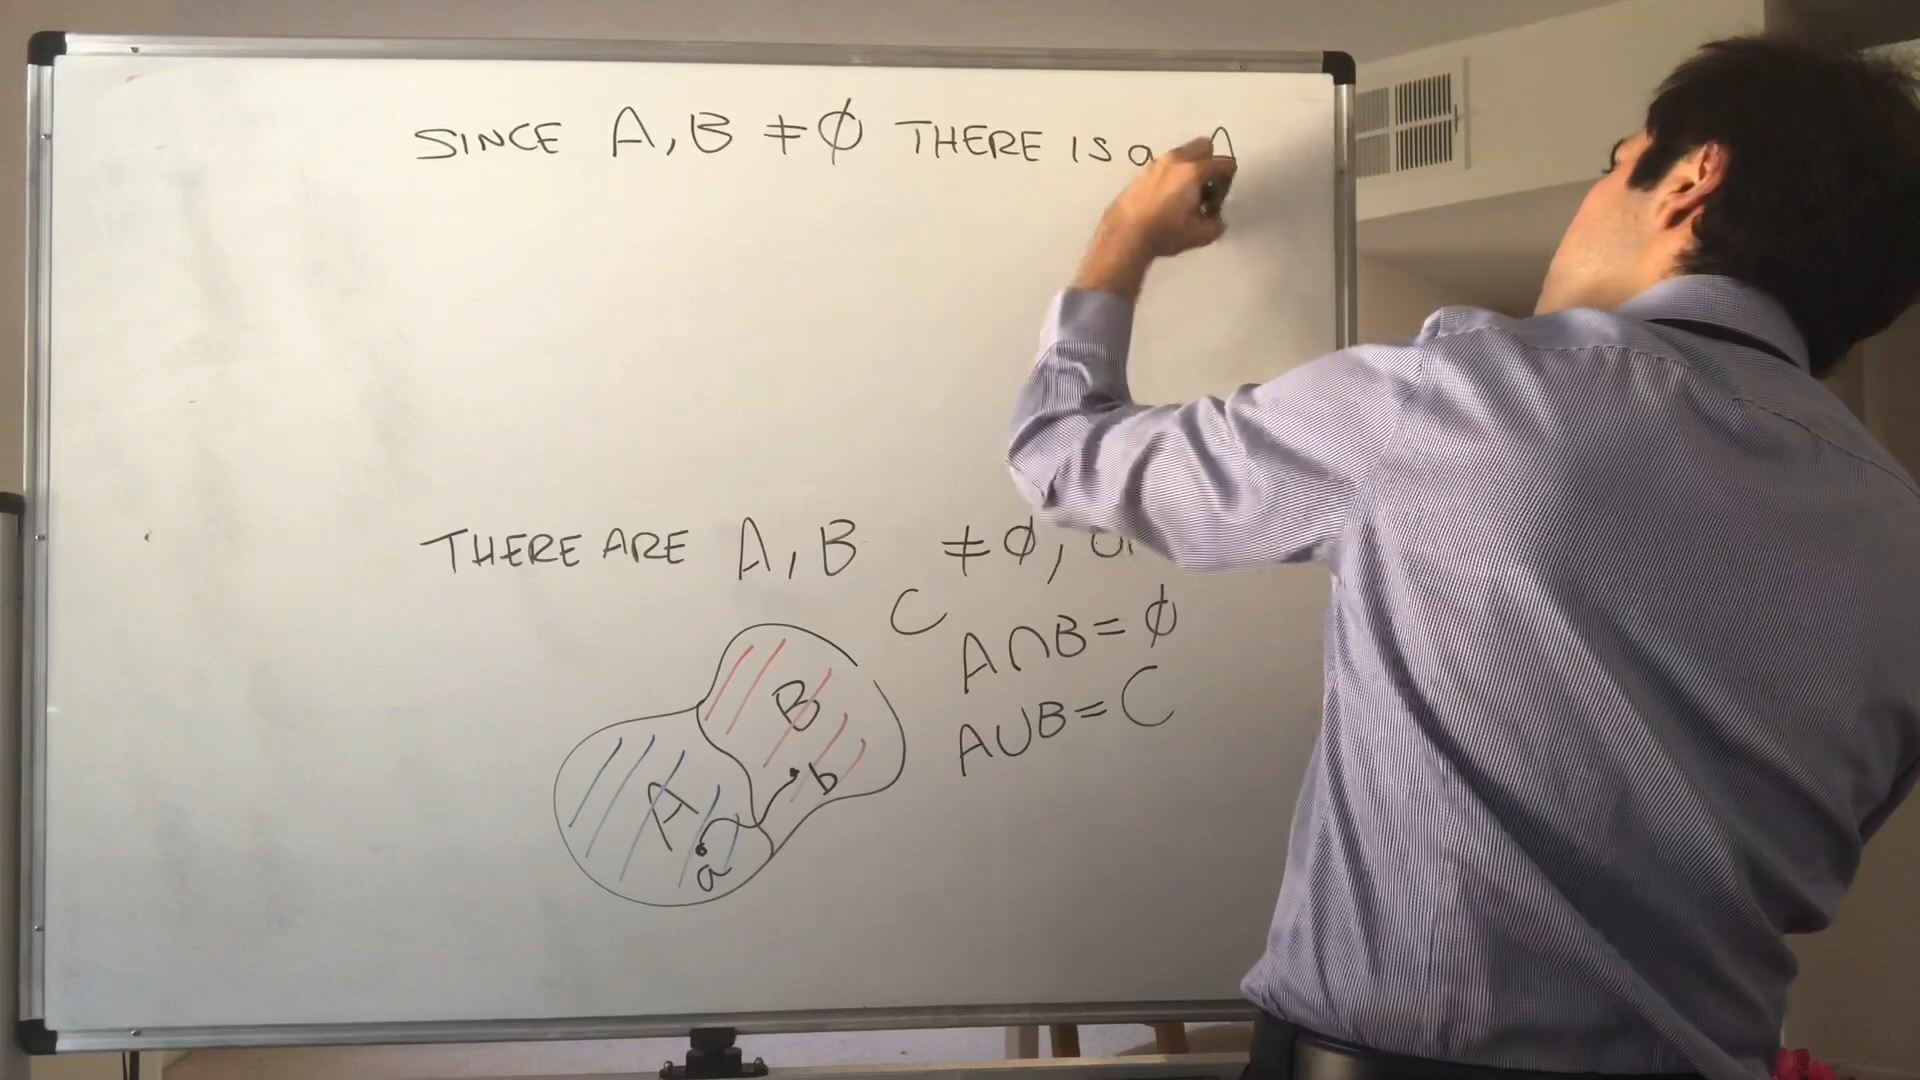 SINCE A, B ≠ ∅ THERE IS a A
THERE ARE A, B ≠ ∅,
C
A∩B = ∅
A∪B = C
B
b
A
a